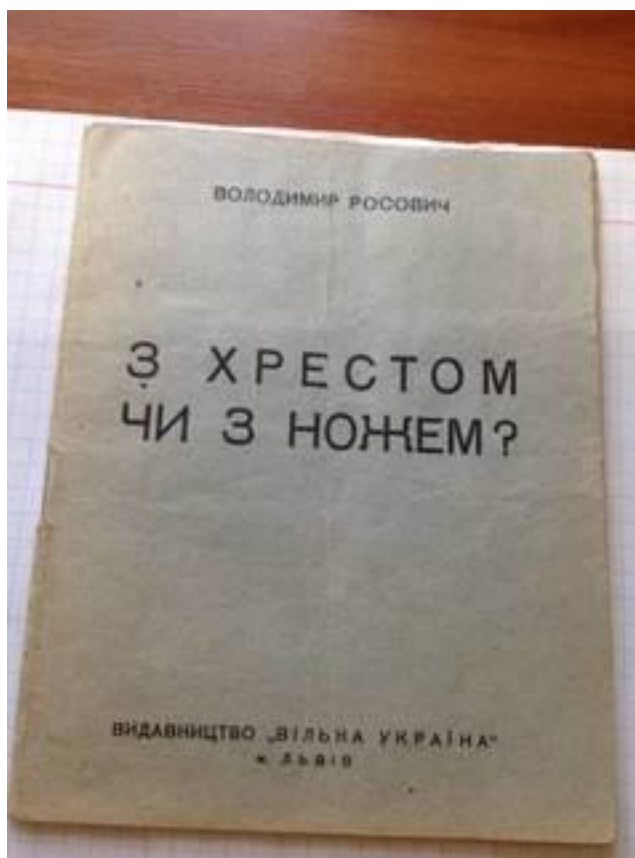 ВОЛОДИМИР РОСОВИЧ
З ХРЕСТОМ
ЧИ З НОЖЕМ?
ВИДАВНИЦТВО „ВІЛЬНА УКРАЇНА"
м. ЛЬВІВ